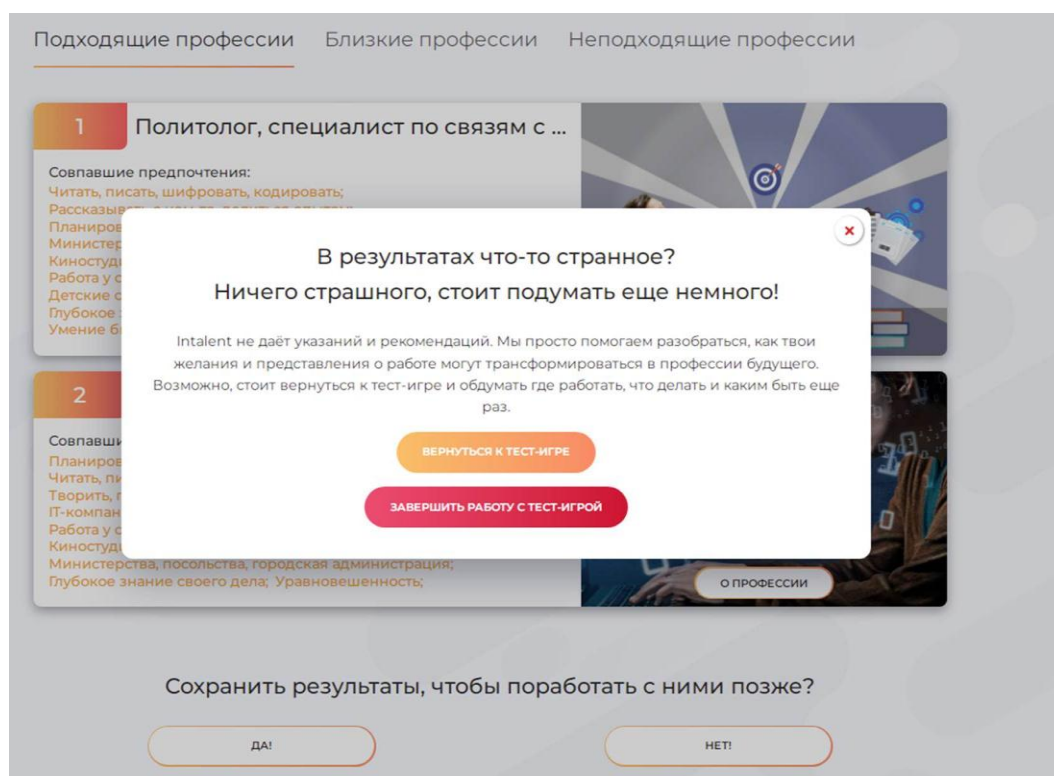 Подходящие профессии Близкие профессии Неподходящие профессии
1 Политолог, специалист по связям с ...
Совпавшие предпочтения:
Читать, писать, шифровать, кодировать;
В результатах что-то странное?
Ничего страшного, стоит подумать еще немного!
Intalent не даёт указаний и рекомендаций. Мы просто помогаем разобраться, как твои
желания и представления о работе могут трансформироваться в профессии будущего.
Возможно, стоит вернуться к тест-игре и обдумать где работать, что делать и каким быть еще
раз.
ВЕРНУТЬСЯ К ТЕСТ-ИГРЕ
ЗАВЕРШИТЬ РАБОТУ С ТЕСТ-ИГРОЙ
2
Работа у с
Министерства, посольства, городская администрация;
Глубокое знание своего дела; Уравновешенность;
О ПРОФЕССИИ
Сохранить результаты, чтобы поработать с ними позже?
ДА! НЕТ!